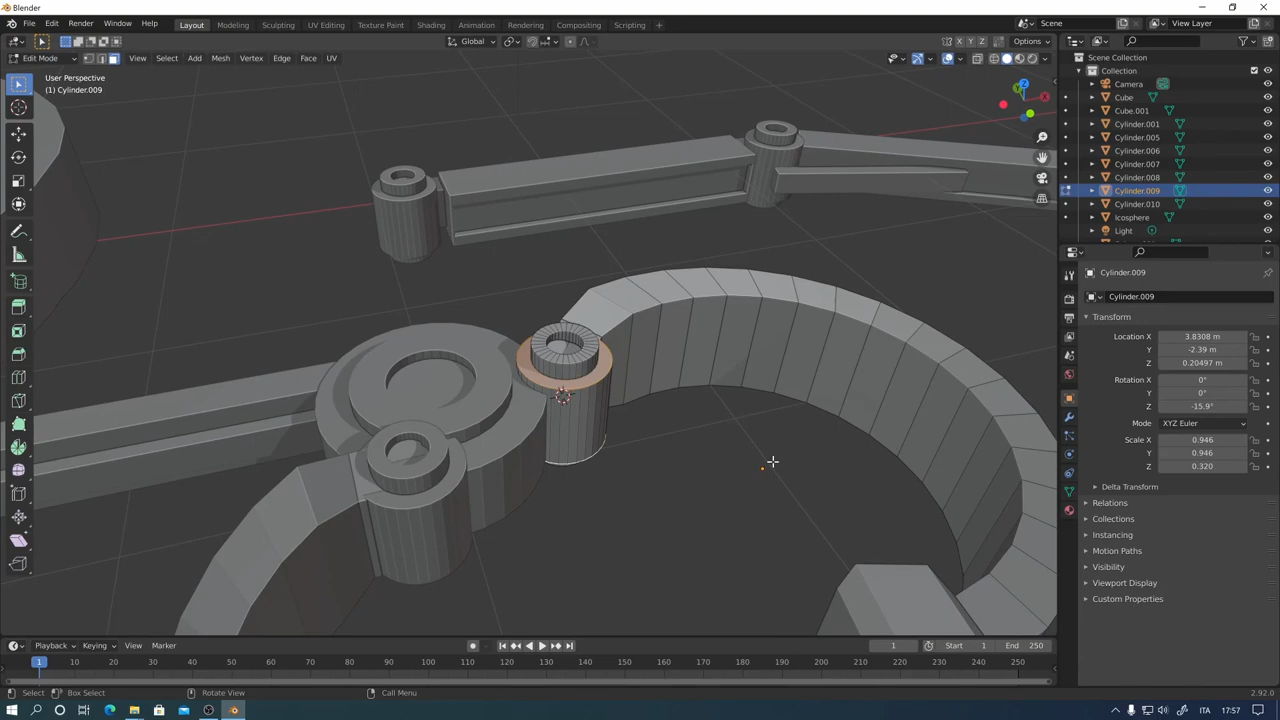 Blender
File Edit Render Window Help Layout Modeling Sculpting UV Editing Texture Paint Shading Animation Rendering Compositing Scripting + Scene View Layer
Global X Y Z Options
Edit Mode View Select Add Mesh Vertex Edge Face UV
User Perspective
(1) Cylinder.009
Z
Y
X
Scene Collection
Collection
Camera
Cube
Cube.001
Cylinder.001
Cylinder.005
Cylinder.006
Cylinder.007
Cylinder.008
Cylinder.009
Cylinder.010
Icosphere
Light
Cylinder.009
Cylinder.009
Transform
Location X 3.8308 m
Y -2.39 m
Z 0.20497 m
Rotation X 0°
Y 0°
Z -15.9°
Mode XYZ Euler
Scale X 0.946
Y 0.946
Z 0.320
Delta Transform
Relations
Collections
Instancing
Motion Paths
Visibility
Viewport Display
Custom Properties
Playback Keying View Marker 1 Start 1 End 250
1 10 20 30 40 50 60 70 80 90 100 110 120 130 140 150 160 170 180 190 200 210 220 230 240 250
Select Box Select Rotate View Call Menu 2.92.0
ITA 17:57